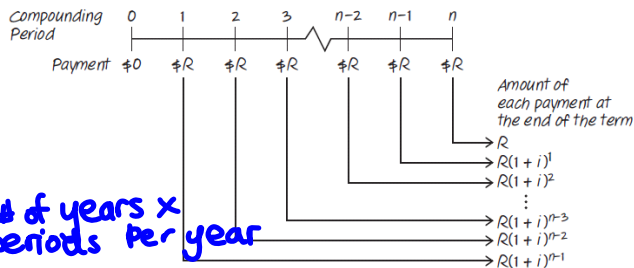 Compounding Period 0 1 2 3 n-2 n-1 n
Payment $0 $R $R $R $R $R $R
Amount of
each payment at
the end of the term
R
R(1 + i)¹
R(1 + i)²
⋮
R(1 + i)ⁿ⁻³
R(1 + i)ⁿ⁻²
R(1 + i)ⁿ⁻¹
# of years x
periods per year